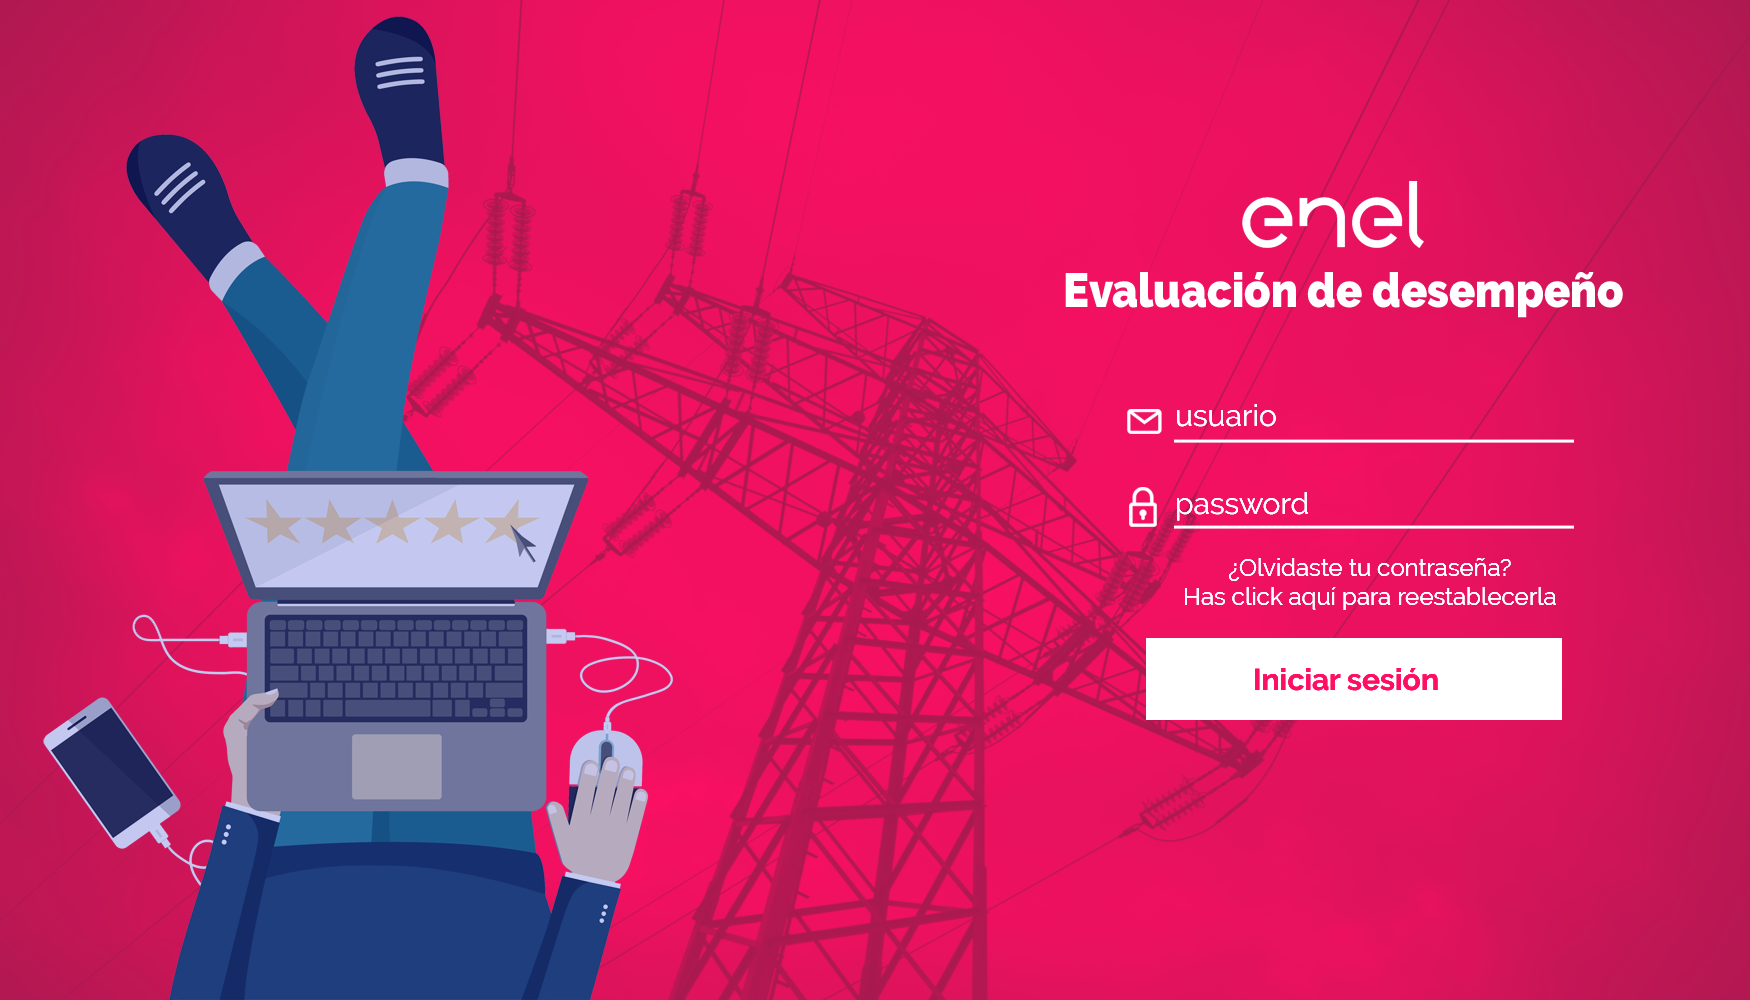 enel
Evaluación de desempeño
usuario
password
¿Olvidaste tu contraseña?
Has click aquí para reestablecerla
Iniciar sesión